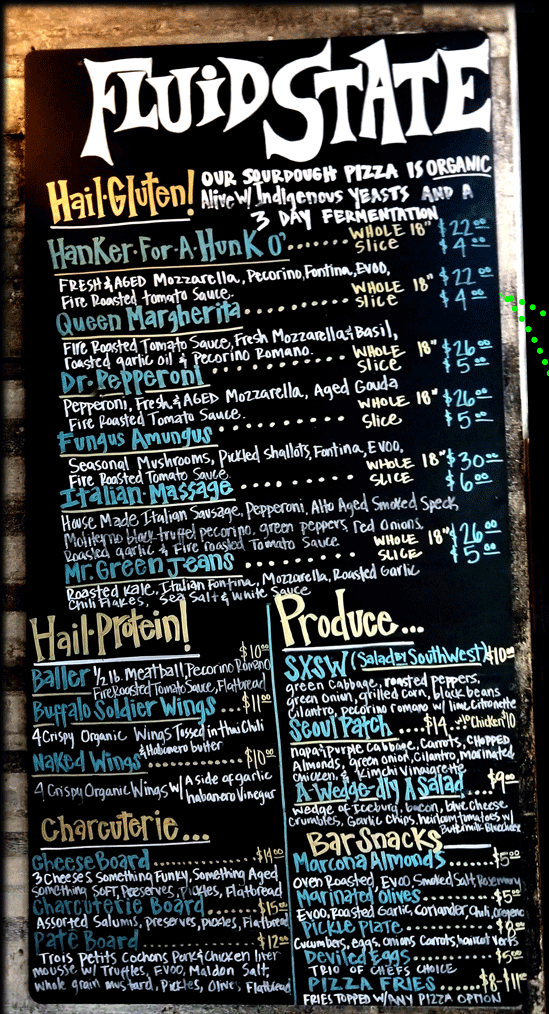 FLUID STATE
Hail·Gluten!
OUR SOURDOUGH PIZZA IS ORGANIC
Alive w/ Indigenous YEASTS AND A
3 DAY FERMENTATION
HANKER·FOR·A·HUNK O'
WHOLE 18" $22.00
Slice $4.00
FRESH & AGED Mozzarella, Pecorino, Fontina, EVOO,
Fire Roasted tomato Sauce.
Queen Margherita
WHOLE 18" $22.00
Slice $4.00
Fire Roasted Tomato Sauce, Fresh Mozzarella & Basil,
Toasted garlic oil & Pecorino Romano.
Dr. Pepperoni
WHOLE 18" $26.00
Slice $5.00
Pepperoni, Fresh & AGED Mozzarella, Aged Gouda
Fire Roasted Tomato Sauce.
Fungus Amungus
WHOLE 18" $26.00
Slice $5.00
Seasonal Mushrooms, Pickled Shallots, Fontina, EVOO,
Fire Roasted Tomato Sauce
Italian Massage
WHOLE 18" $30.00
SLICE $6.00
House Made Italian Sausage, Pepperoni, Alto Aged Smoked Speck,
Moliterno black truffel pecorino, green peppers, red onions,
Roasted garlic & Fire roasted Tomato Sauce
Mr. Green Jeans
WHOLE 18" $26.00
SLICE $5.00
Roasted Kale, Italian Fontina, Mozzarella, Roasted Garlic
Chili Flakes, Sea Salt & White Sauce
Hail·Protein!
Baller 1/2 lb. Meatball, Pecorino Romano $10.00
Fire Roasted Tomato Sauce, Flatbread
Buffalo Soldier Wings $11.00
4 Crispy Organic Wings Tossed in Thai Chili
& Habanero butter
Naked Wings $10.00
4 Crispy Organic Wings w/ A side of garlic
habanero Vinegar
Charcuterie...
Cheese Board $14.00
3 Cheeses Something Funky, Something Aged,
Something SOFT, Preserves, Pickles, Flatbread
Charcuterie Board $15.00
Assorted Salumis, preserves, pickles, Flatbread
Pate Board $12.00
Trois Petits Cochons Pork & Chicken liver
mousse w/ Truffles, EVOO, Maldon Salt,
whole grain mustard, Pickles, Olives, Flatbread
Produce...
SXSW (Salad by Southwest) $10.00
green cabbage, roasted peppers,
green onion, grilled corn, black beans
cilantro, pecorino romano w/ lime citronette
Seoul Patch $14.. w/o Chicken $10
napa & purple Cabbage, Carrots, CHOPPED
Almonds, green onion, Cilantro, marinated
chicken, & Kimchi Vinaigrette
A Wedge-dly A Salad $9.00
Wedge of Iceburg, bacon, blue Cheese
Crumbles, Garlic Chips, heirloom tomatoes w/
Buttermilk Bluecheese
Bar Snacks
Marcona Almonds $5.00
Oven Roasted, EVOO Smoked Salt, Rosemary
Marinated Olives $5.00
EVOO, Roasted Garlic, Coriander, Chili, oregano
PICKLE PLATE
Cucumbers, eggs, Onions Carrots, haricot verts
Deviled Eggs $5.00
TRIO OF CHEFS CHOICE
PIZZA FRIES $8-$11.00
FRIES TOPPED W/ ANY PIZZA OPTION